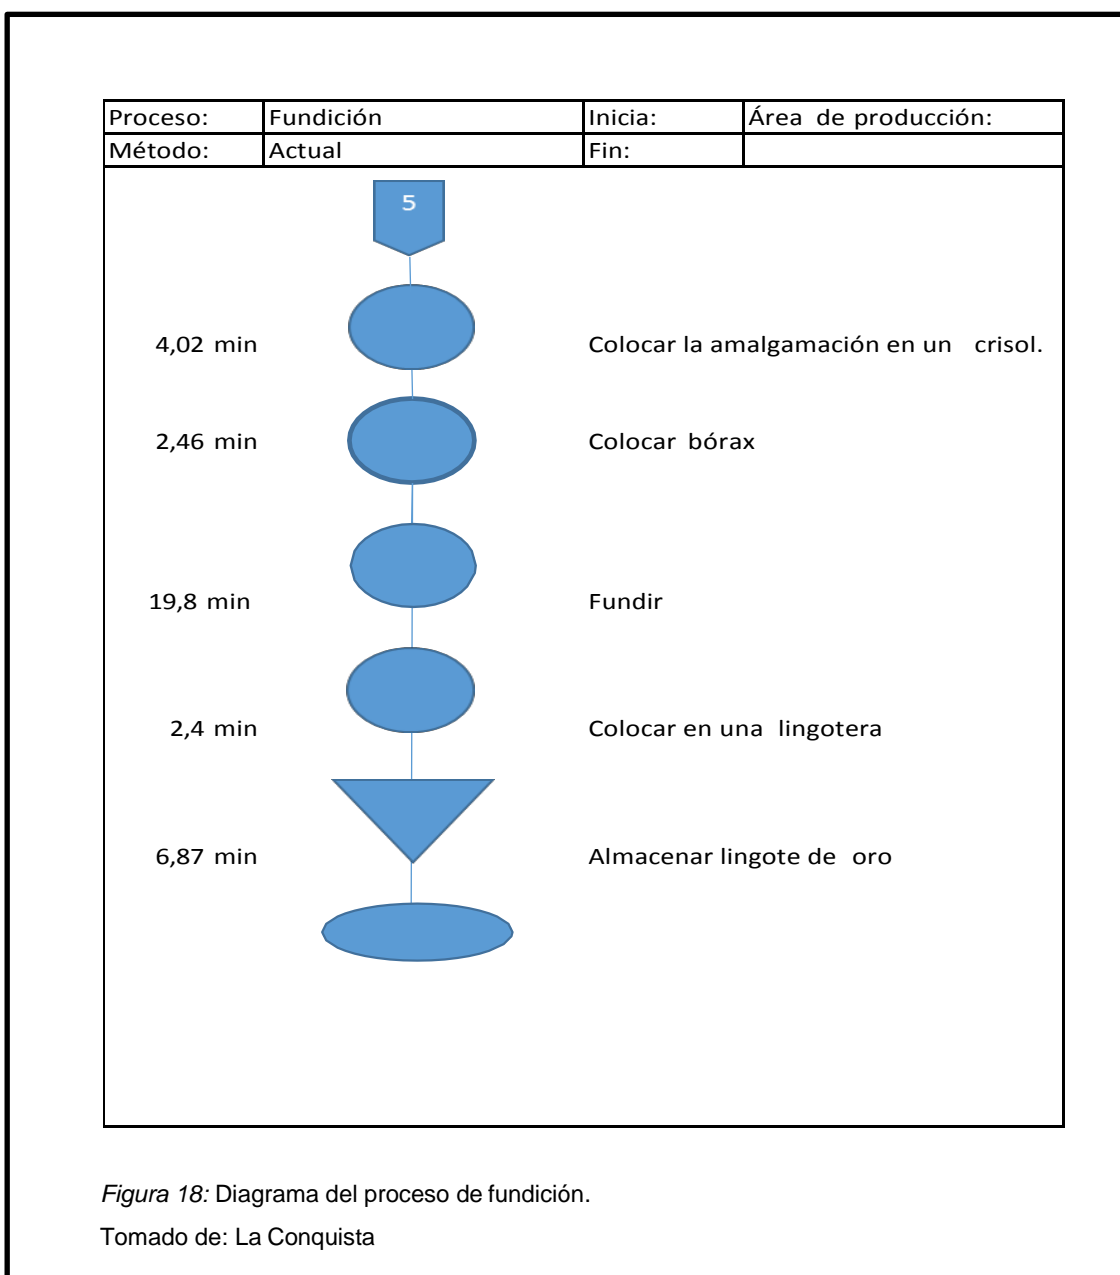 Proceso: Fundición Inicia: Área de producción:
Método: Actual Fin:
5
4,02 min Colocar la amalgamación en un crisol.
2,46 min Colocar bórax
19,8 min Fundir
2,4 min Colocar en una lingotera
6,87 min Almacenar lingote de oro
Figura 18: Diagrama del proceso de fundición.
Tomado de: La Conquista